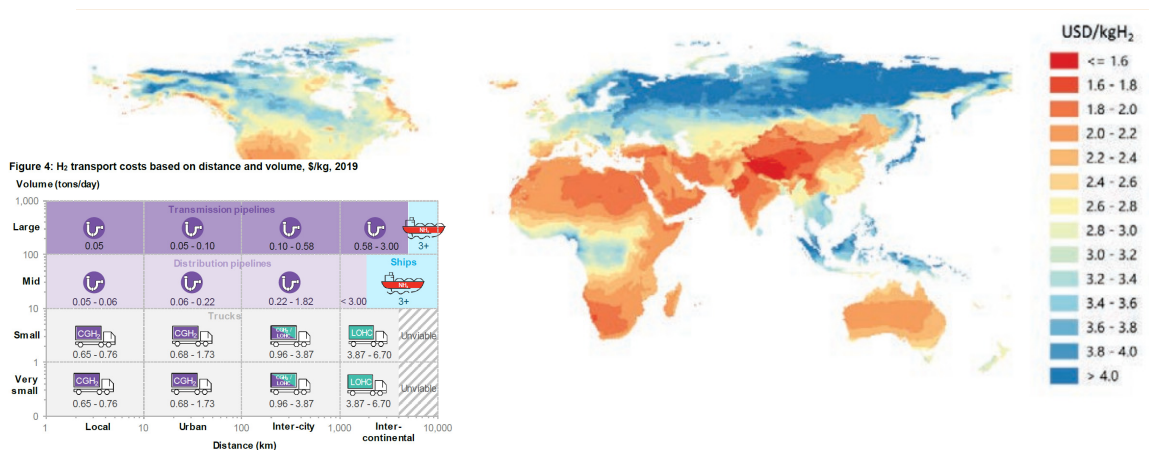 USD/kgH₂
<= 1.6
1.6 - 1.8
1.8 - 2.0
2.0 - 2.2
2.2 - 2.4
2.4 - 2.6
2.6 - 2.8
2.8 - 3.0
3.0 - 3.2
3.2 - 3.4
3.4 - 3.6
3.6 - 3.8
3.8 - 4.0
> 4.0
Figure 4: H₂ transport costs based on distance and volume, $/kg, 2019
Volume (tons/day)
1,000
Transmission pipelines
Large
NH₃
0.05 0.05 - 0.10 0.10 - 0.58 0.58 - 3.00 3+
100
Distribution pipelines Ships
Mid
NH₃
0.05 - 0.06 0.06 - 0.22 0.22 - 1.82 < 3.00 3+
10
Trucks
Small
CGH₂ CGH₂ CGH₂ / LOHC LOHC Unviable
0.65 - 0.76 0.68 - 1.73 0.96 - 3.87 3.87 - 6.70
1
Very
small
CGH₂ CGH₂ CGH₂ / LOHC LOHC Unviable
0.65 - 0.76 0.68 - 1.73 0.96 - 3.87 3.87 - 6.70
0
1 Local 10 Urban 100 Inter-city 1,000 Inter-
continental 10,000
Distance (km)